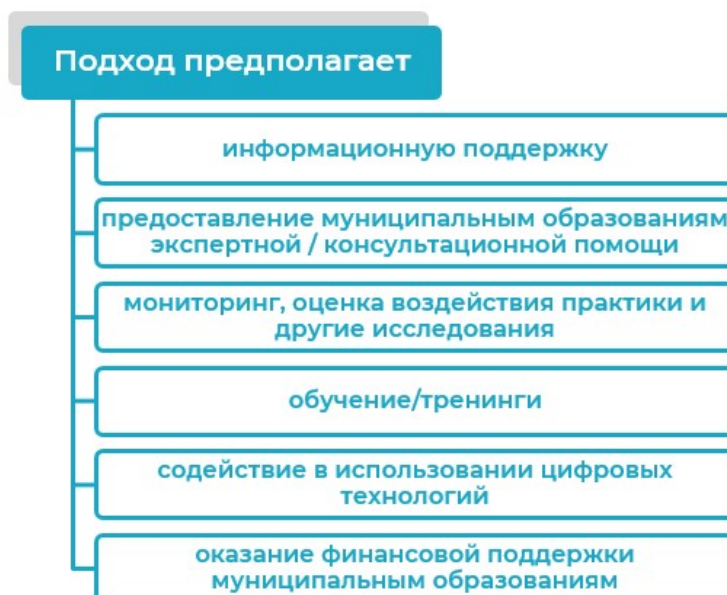 Подход предполагает
информационную поддержку
предоставление муниципальным образованиям
экспертной / консультационной помощи
мониторинг, оценка воздействия практики и
другие исследования
обучение/тренинги
содействие в использовании цифровых
технологий
оказание финансовой поддержки
муниципальным образованиям